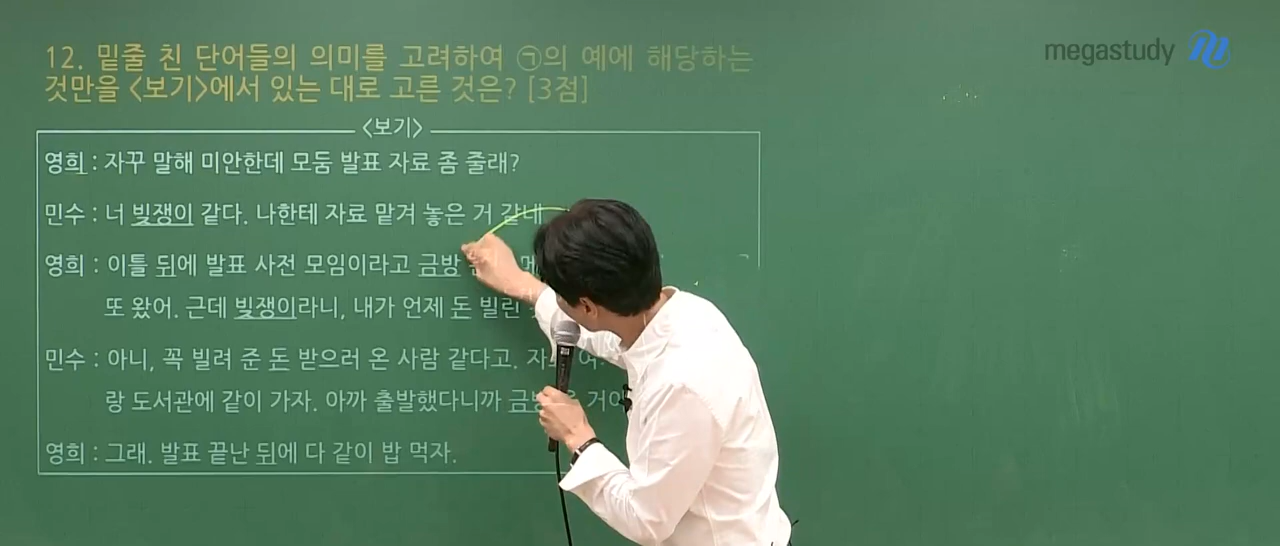 megastudy
12. 밑줄 친 단어들의 의미를 고려하여 ㉠의 예에 해당하는
것만을 <보기>에서 있는 대로 고른 것은? [3점]
<보기>
영희 : 자꾸 말해 미안한데 모둠 발표 자료 좀 줄래?
민수 : 너 빚쟁이 같다. 나한테 자료 맡겨 놓은 거 같네
영희 : 이틀 뒤에 발표 사전 모임이라고 금방
또 왔어. 근데 빚쟁이라니, 내가 언제 돈 빌린
민수 : 아니, 꼭 빌려 준 돈 받으러 온 사람 같다고.
랑 도서관에 같이 가자. 아까 출발했다니까
영희 : 그래. 발표 끝난 뒤에 다 같이 밥 먹자.